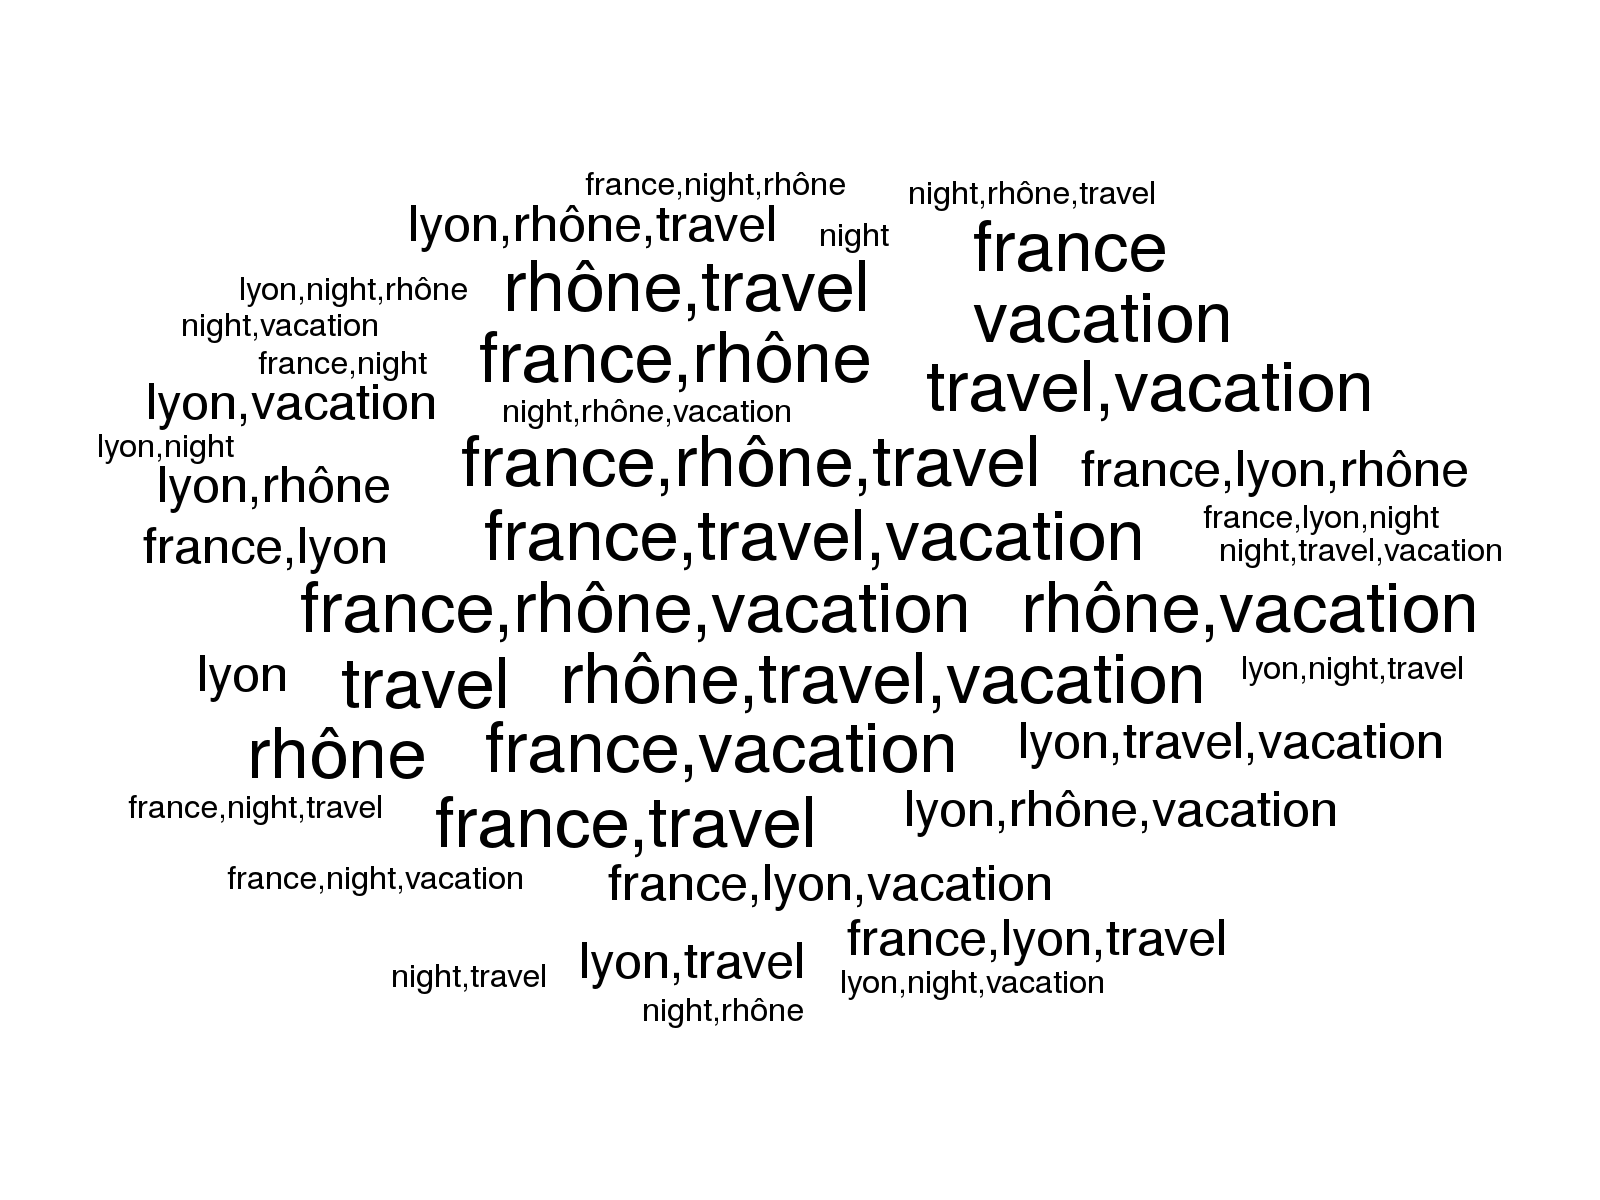 france,night,rhône
night,rhône,travel
lyon,rhône,travel
night
france
rhône,travel
lyon,night,rhône
vacation
night,vacation
france,rhône
france,night
travel,vacation
lyon,vacation
night,rhône,vacation
lyon,night
france,rhône,travel
france,lyon,rhône
lyon,rhône
france,lyon,night
france,travel,vacation
france,lyon
night,travel,vacation
france,rhône,vacation
rhône,vacation
lyon
travel
rhône,travel,vacation
lyon,night,travel
rhône
france,vacation
lyon,travel,vacation
france,night,travel
france,travel
lyon,rhône,vacation
france,night,vacation
france,lyon,vacation
france,lyon,travel
night,travel
lyon,travel
lyon,night,vacation
night,rhône